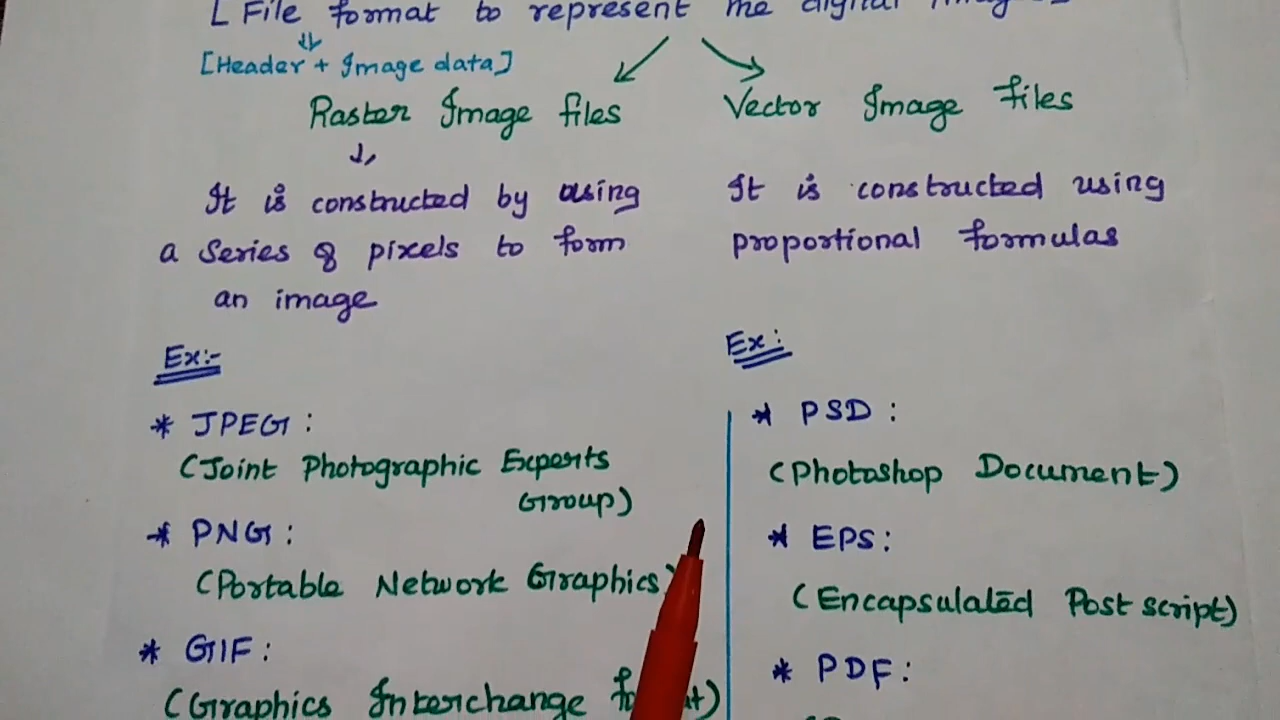 [ File format to represent the digital
[Header + Image data]
Raster Image files
It is constructed by using
a Series of pixels to form
an image
Ex:-
* JPEG :
(Joint Photographic Experts
Group)
* PNG :
(Portable Network Graphics)
* GIF :
(Graphics Interchange
Vector Image Files
It is constructed using
proportional formulas
Ex:
* PSD :
(Photoshop Document)
* EPS :
(Encapsulated Post script)
* PDF :